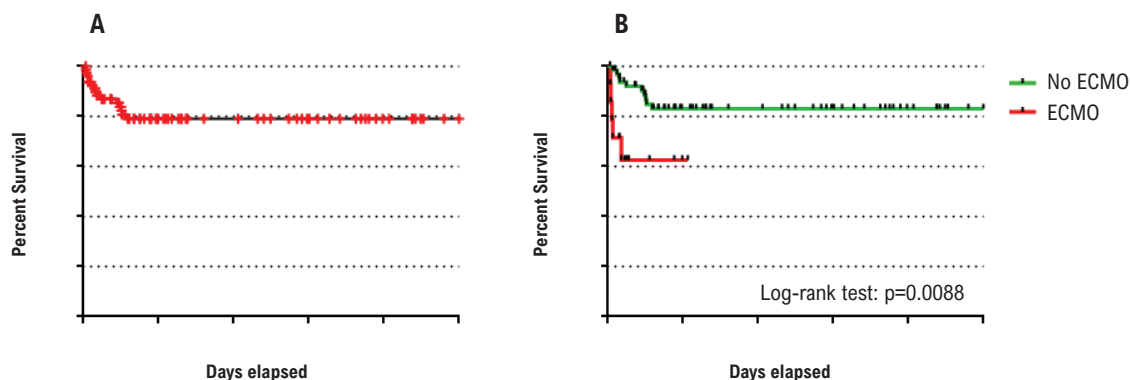 A
Percent Survival
Days elapsed
B
Percent Survival
No ECMO
ECMO
Log-rank test: p=0.0088
Days elapsed